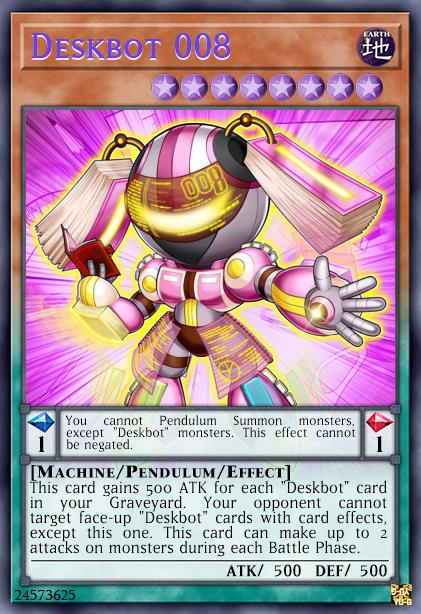 DESKBOT 008
EARTH
地
008
You cannot Pendulum Summon monsters,
except "Deskbot" monsters. This effect cannot
be negated.
1
1
[MACHINE/PENDULUM/EFFECT]
This card gains 500 ATK for each "Deskbot" card
in your Graveyard. Your opponent cannot
target face-up "Deskbot" cards with card effects,
except this one. This card can make up to 2
attacks on monsters during each Battle Phase.
ATK/ 500 DEF/ 500
24573625